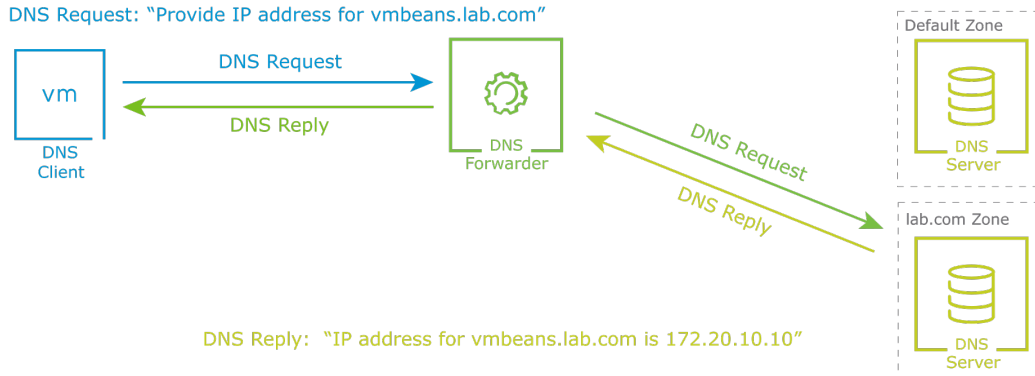 DNS Request: “Provide IP address for vmbeans.lab.com”
Default Zone
DNS Request
vm
DNS Reply
DNS
Client
DNS
Forwarder
DNS Request
DNS Reply
DNS
Server
lab.com Zone
DNS Reply:  “IP address for vmbeans.lab.com is 172.20.10.10”
DNS
Server